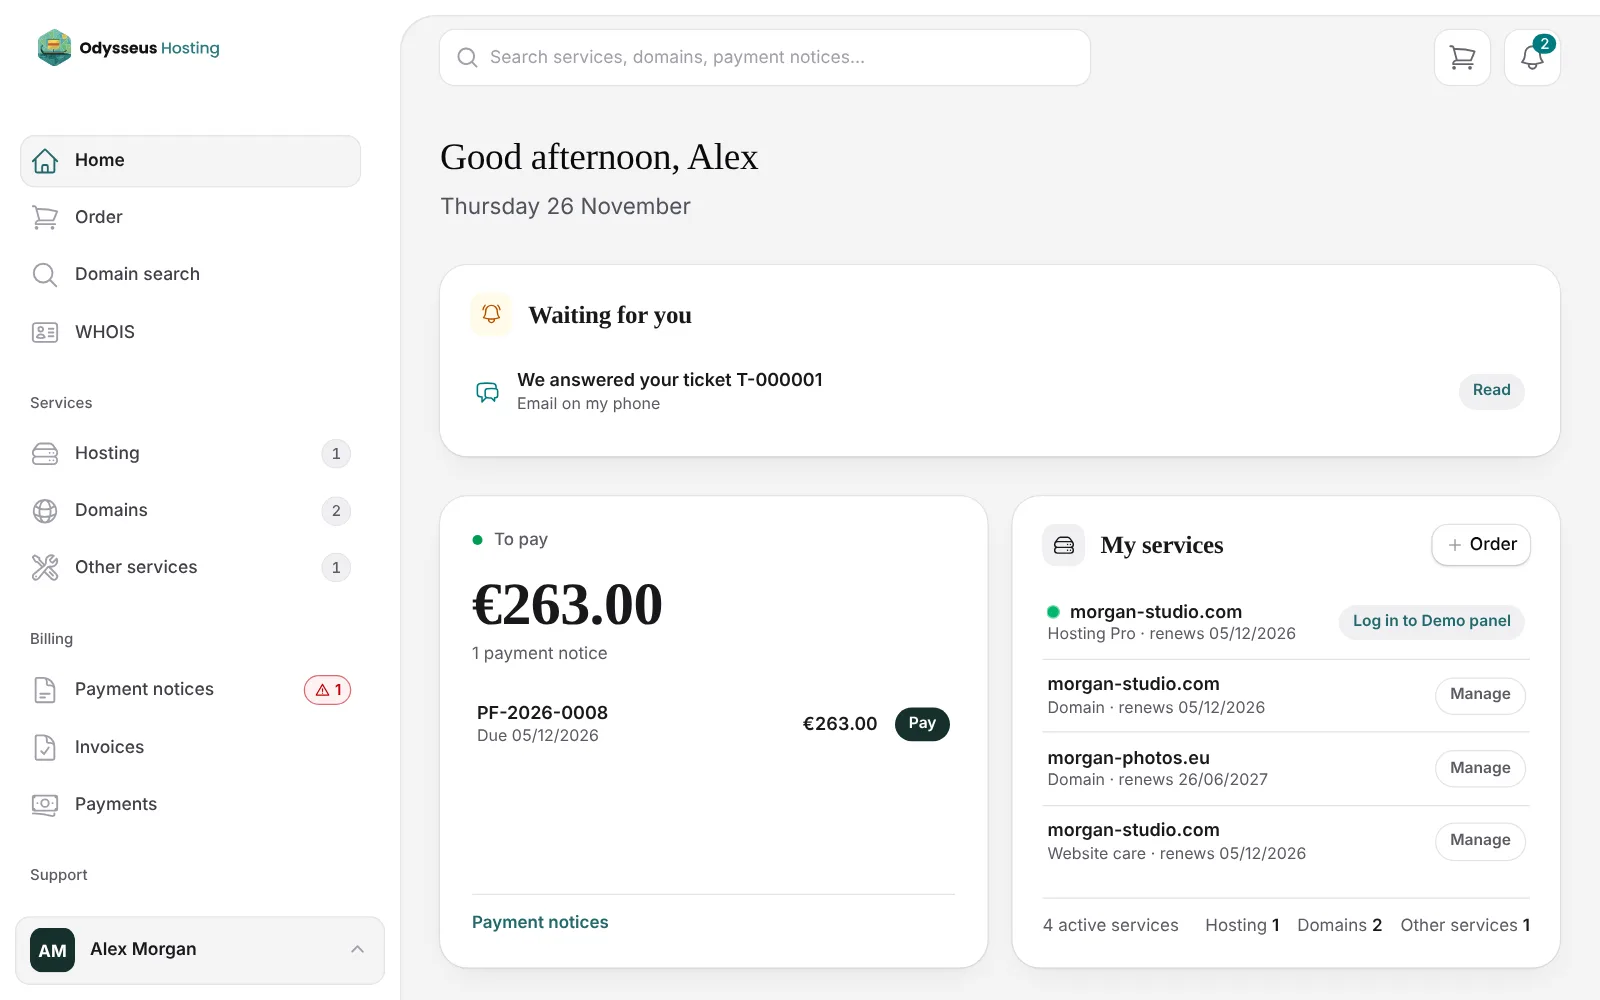 Odysseus Hosting
Search services, domains, payment notices...
2
Home
Order
Domain search
WHOIS
Services
Hosting 1
Domains 2
Other services 1
Billing
Payment notices 1
Invoices
Payments
Support
AM Alex Morgan
Good afternoon, Alex
Thursday 26 November
Waiting for you
We answered your ticket T-000001
Email on my phone
Read
To pay
€263.00
1 payment notice
PF-2026-0008
Due 05/12/2026
€263.00 Pay
Payment notices
My services
+ Order
morgan-studio.com
Hosting Pro · renews 05/12/2026
Log in to Demo panel
morgan-studio.com
Domain · renews 05/12/2026
Manage
morgan-photos.eu
Domain · renews 26/06/2027
Manage
morgan-studio.com
Website care · renews 05/12/2026
Manage
4 active services Hosting 1 Domains 2 Other services 1